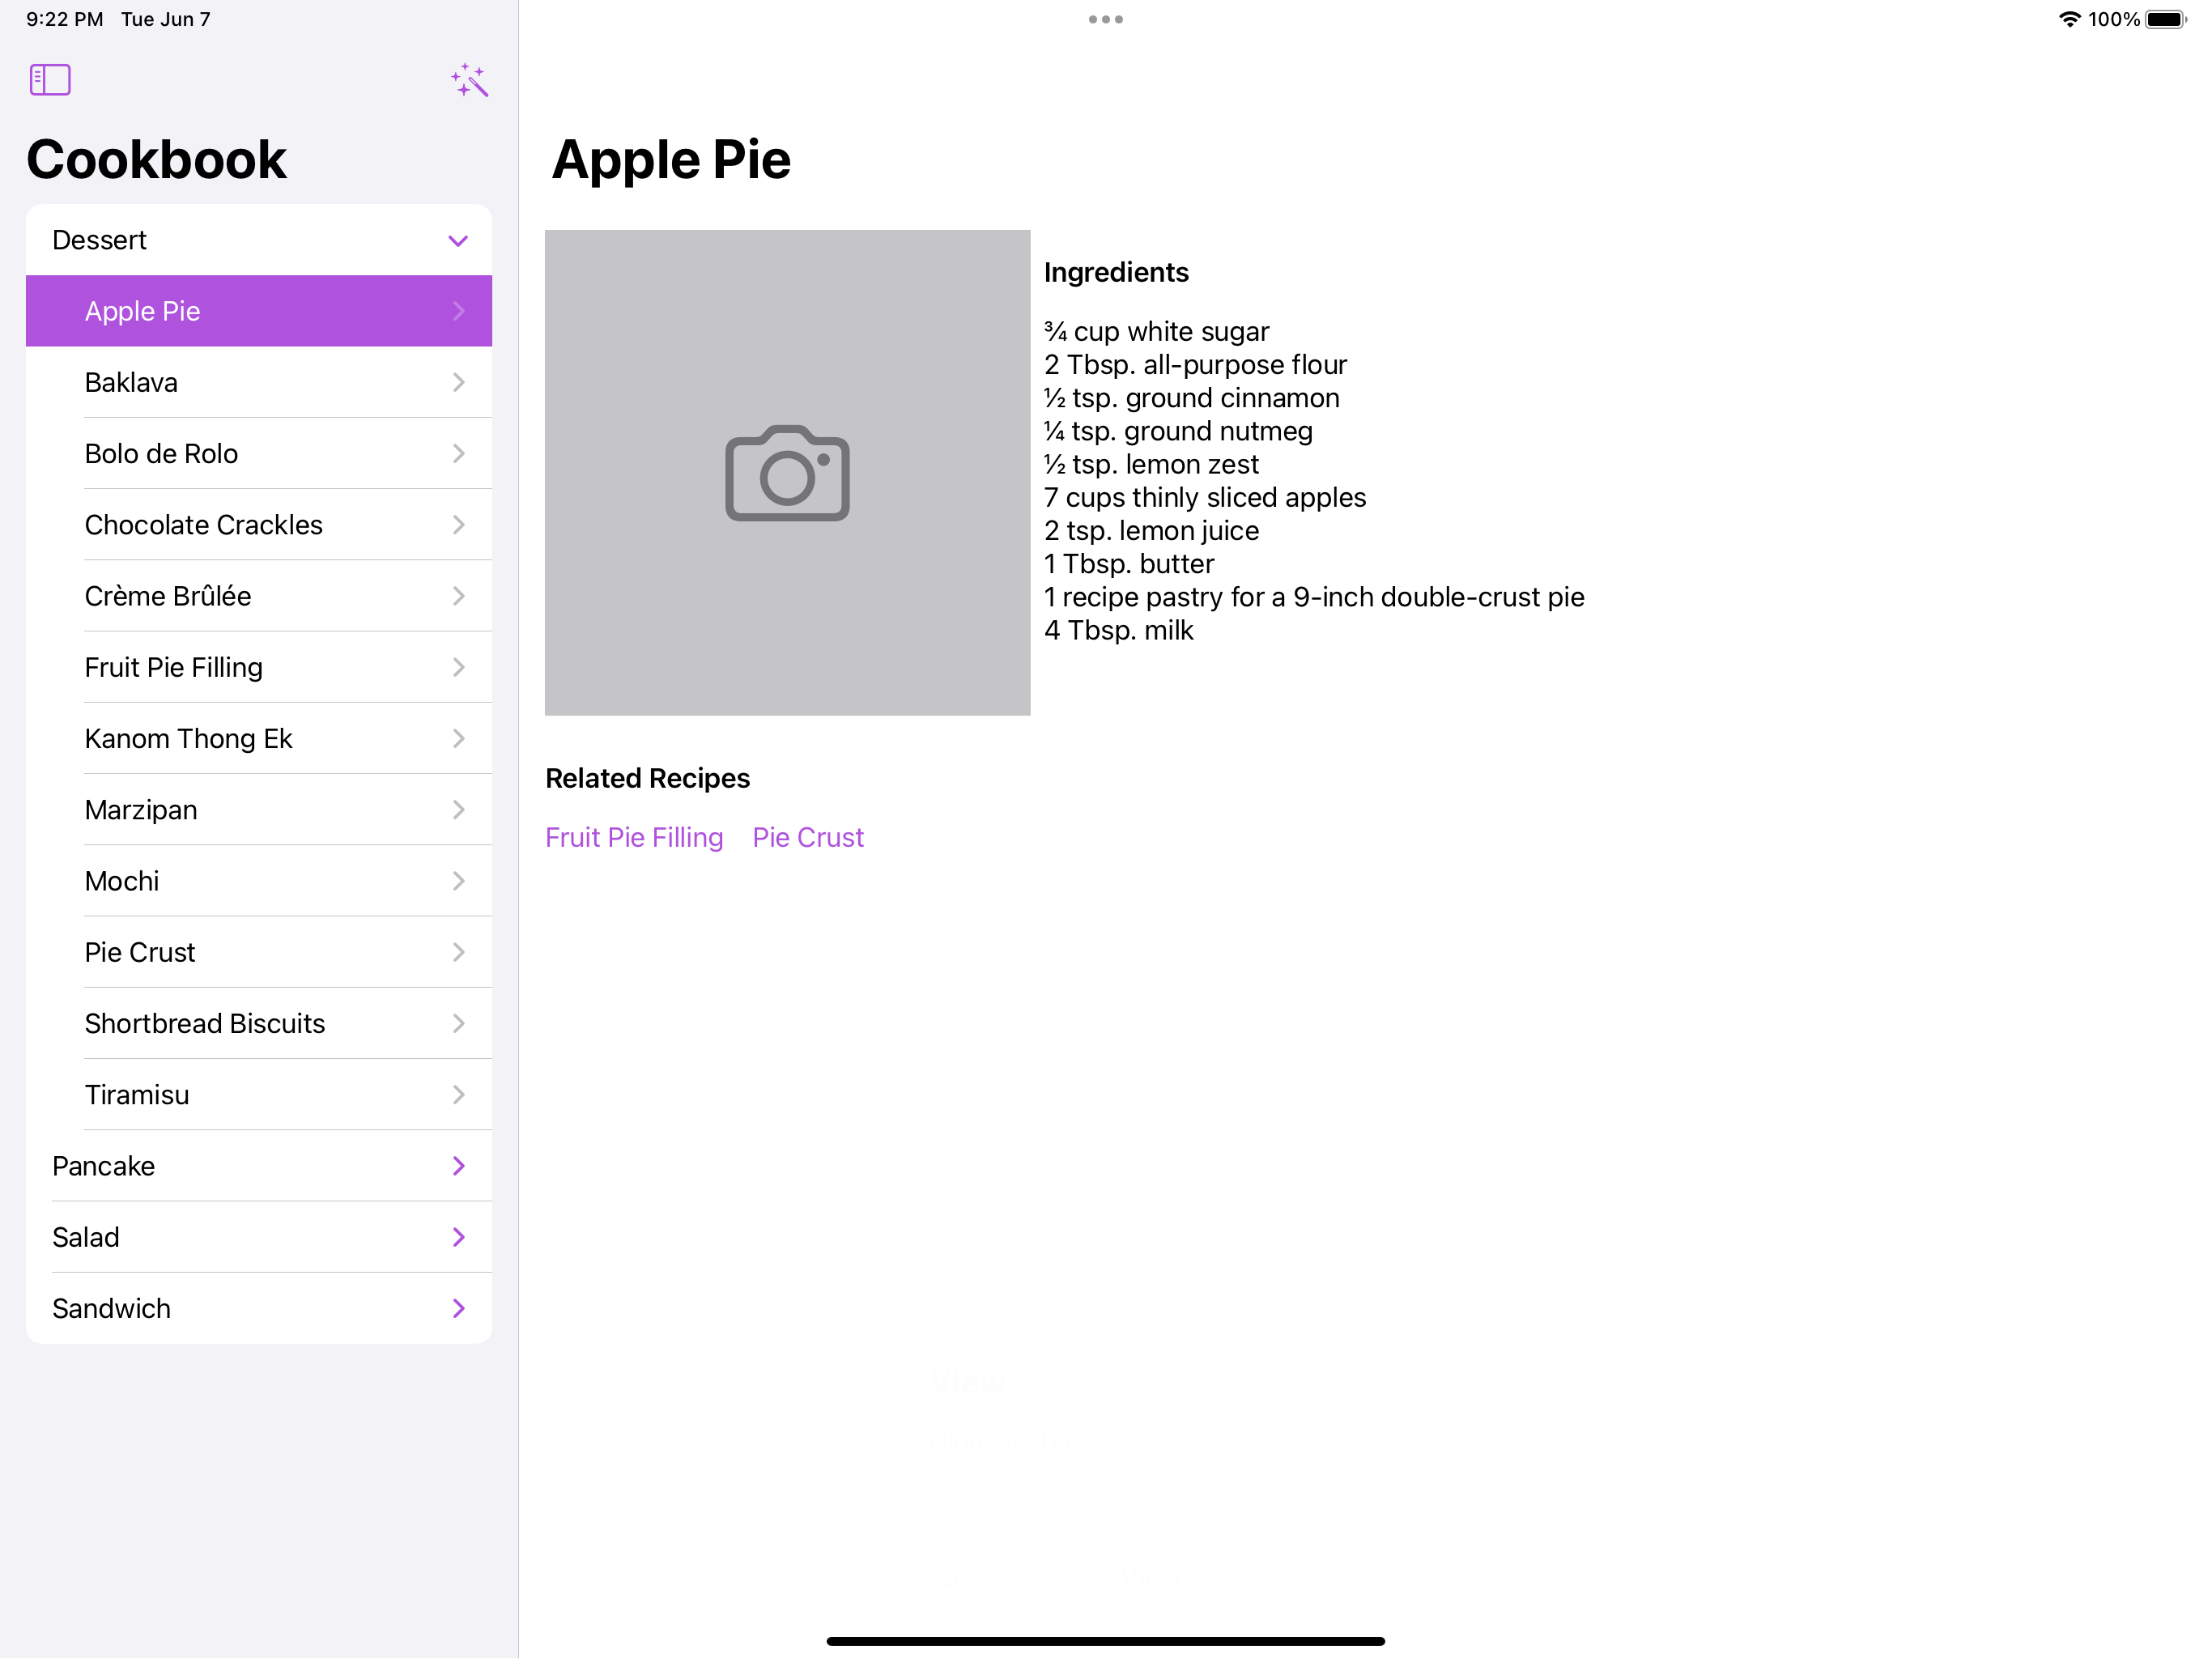 9:22 PM Tue Jun 7
100%
Cookbook
Dessert
Apple Pie
Baklava
Bolo de Rolo
Chocolate Crackles
Crème Brûlée
Fruit Pie Filling
Kanom Thong Ek
Marzipan
Mochi
Pie Crust
Shortbread Biscuits
Tiramisu
Pancake
Salad
Sandwich
Apple Pie
Ingredients
¾ cup white sugar
2 Tbsp. all-purpose flour
½ tsp. ground cinnamon
¼ tsp. ground nutmeg
½ tsp. lemon zest
7 cups thinly sliced apples
2 tsp. lemon juice
1 Tbsp. butter
1 recipe pastry for a 9-inch double-crust pie
4 Tbsp. milk
Related Recipes
Fruit Pie Filling Pie Crust